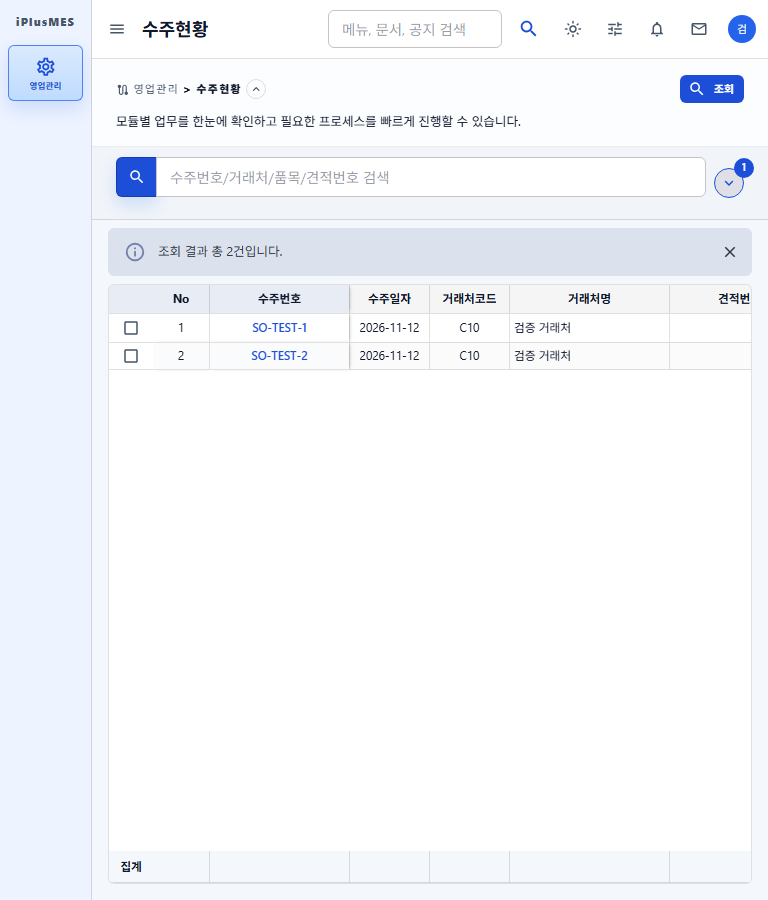 iPlusMES
영업관리
수주현황
메뉴, 문서, 공지 검색
검
영업관리 > 수주현황
조회
모듈별 업무를 한눈에 확인하고 필요한 프로세스를 빠르게 진행할 수 있습니다.
수주번호/거래처/품목/견적번호 검색
1
조회 결과 총 2건입니다.
No 수주번호 수주일자 거래처코드 거래처명 견적번
1 SO-TEST-1 2026-11-12 C10 검증 거래처
2 SO-TEST-2 2026-11-12 C10 검증 거래처
집계